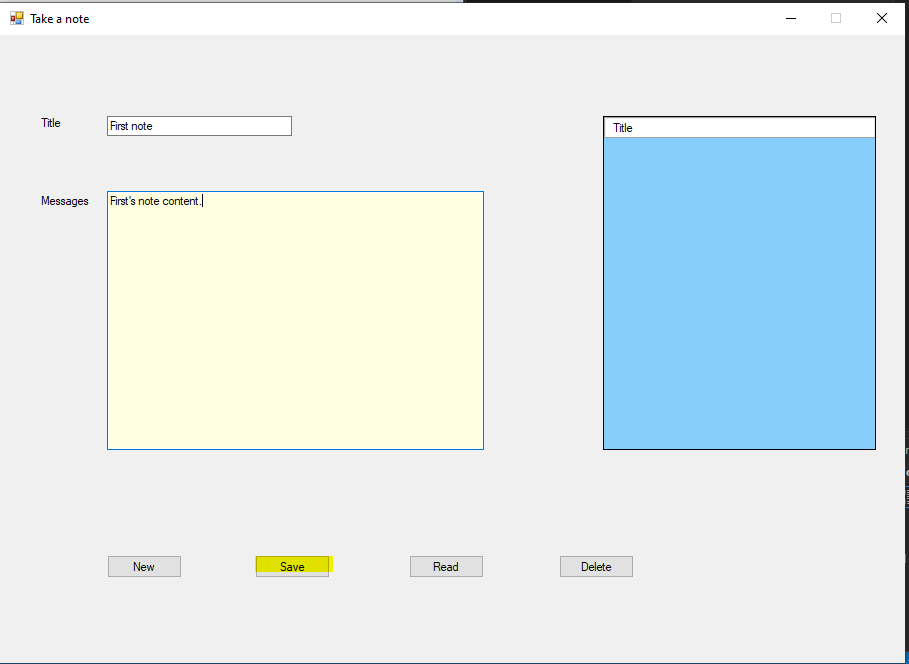 Take a note
Title
First note
Title
Messages
First's note content.
New
Save
Read
Delete